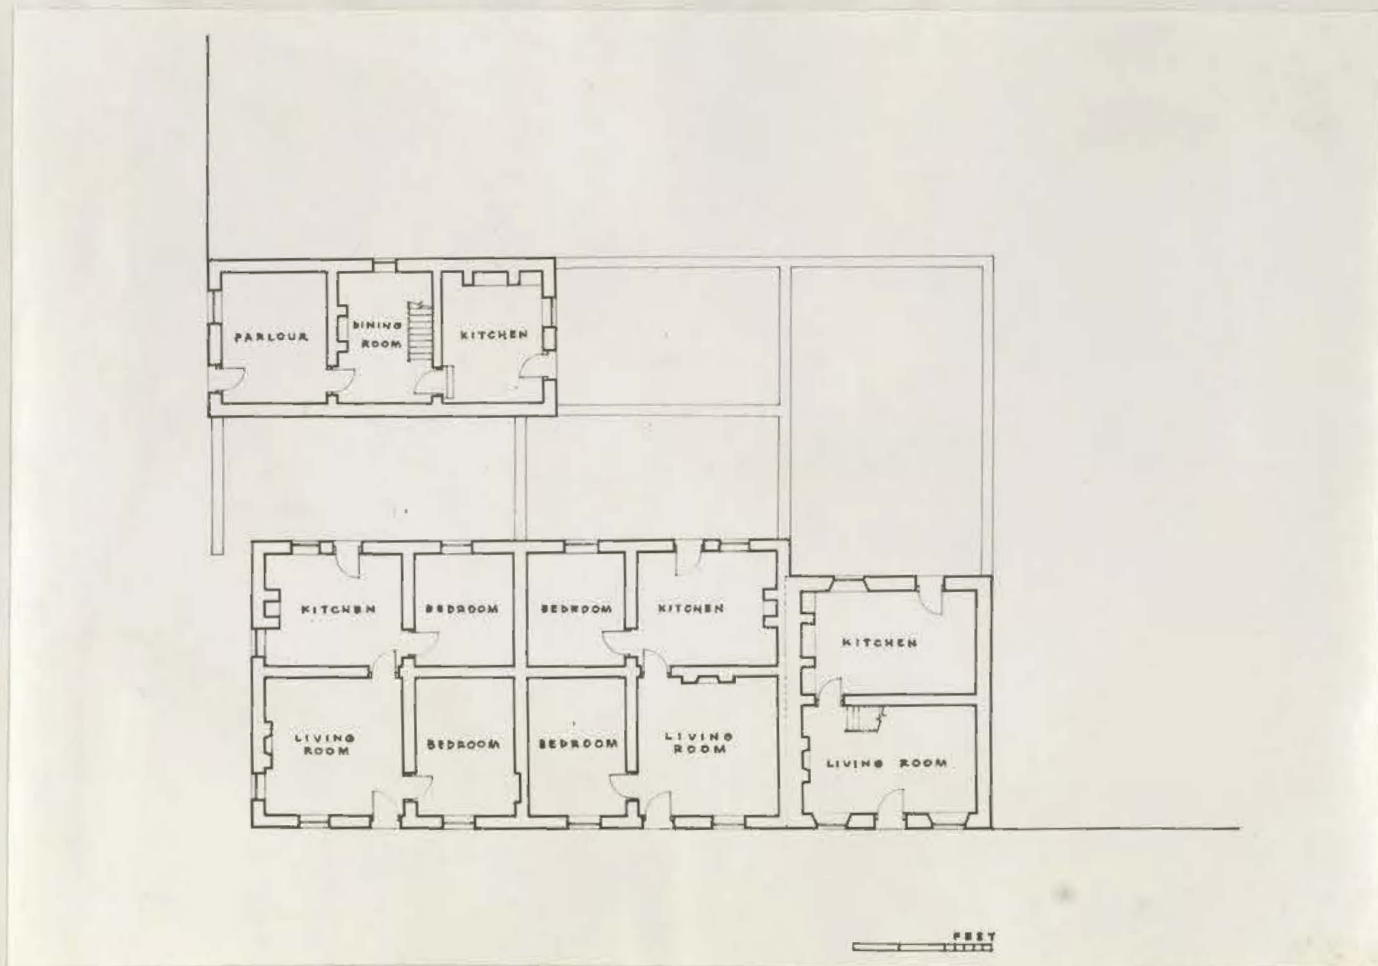 PARLOUR
DINING
ROOM
KITCHEN
KITCHEN
BEDROOM
BEDROOM
KITCHEN
KITCHEN
LIVING
ROOM
BEDROOM
BEDROOM
LIVING
ROOM
LIVING ROOM
FEET